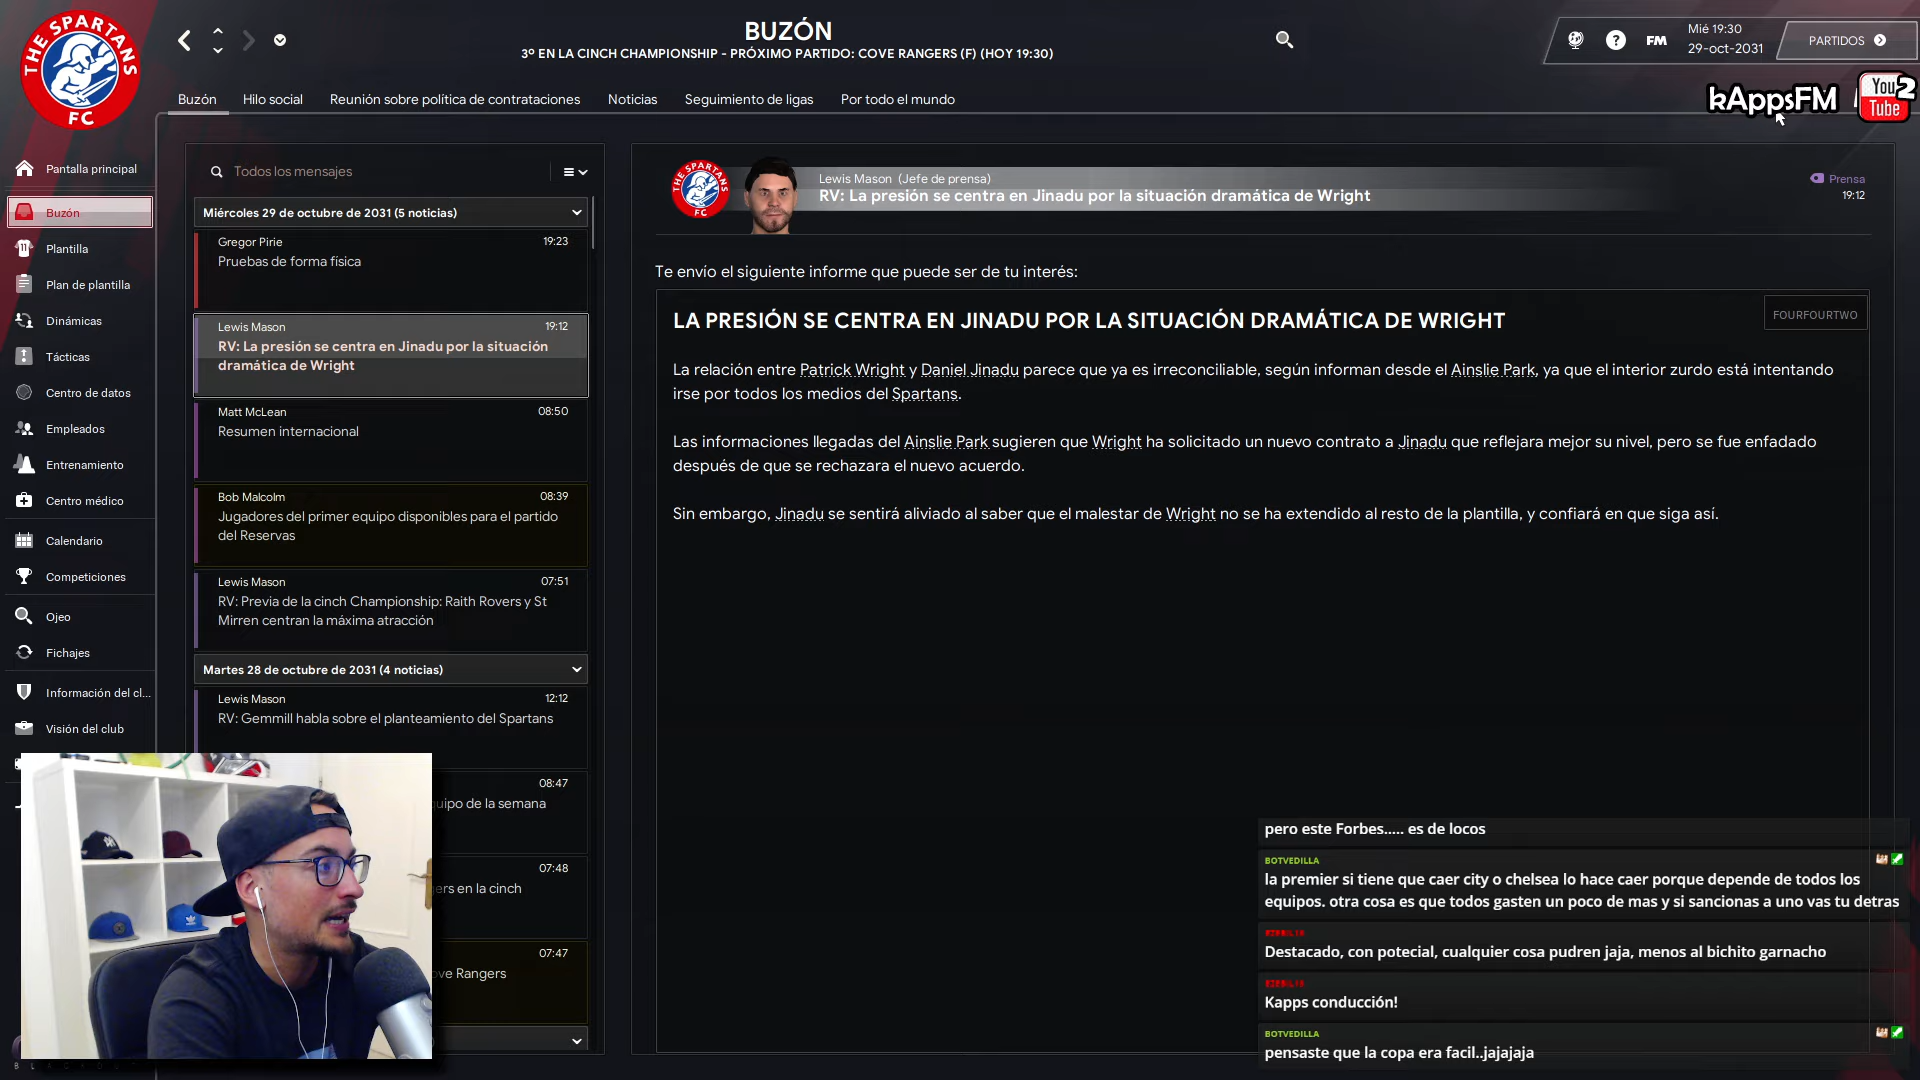 THE SPARTANS FC
BUZÓN
3º EN LA CINCH CHAMPIONSHIP - PRÓXIMO PARTIDO: COVE RANGERS (F) (HOY 19:30)
FM
Mié 19:30
29-oct-2031
PARTIDOS
Buzón
Hilo social
Reunión sobre política de contrataciones
Noticias
Seguimiento de ligas
Por todo el mundo
kAppsFM
You2
Tube
Pantalla principal
Buzón
Plantilla
Plan de plantilla
Dinámicas
Tácticas
Centro de datos
Empleados
Entrenamiento
Centro médico
Calendario
Competiciones
Ojeo
Fichajes
Información del cl...
Visión del club
Todos los mensajes
Miércoles 29 de octubre de 2031 (5 noticias)
Gregor Pirie 19:23
Pruebas de forma física
Lewis Mason 19:12
RV: La presión se centra en Jinadu por la situación
dramática de Wright
Matt McLean 08:50
Resumen internacional
Bob Malcolm 08:39
Jugadores del primer equipo disponibles para el partido
del Reservas
Lewis Mason 07:51
RV: Previa de la cinch Championship: Raith Rovers y St
Mirren centran la máxima atracción
Martes 28 de octubre de 2031 (4 noticias)
Lewis Mason 12:12
RV: Gemmill habla sobre el planteamiento del Spartans
08:47
quipo de la semana
07:48
ers en la cinch
07:47
ove Rangers
THE SPARTANS FC
Lewis Mason (Jefe de prensa)
RV: La presión se centra en Jinadu por la situación dramática de Wright
Prensa
19:12
Te envío el siguiente informe que puede ser de tu interés:
LA PRESIÓN SE CENTRA EN JINADU POR LA SITUACIÓN DRAMÁTICA DE WRIGHT
FOURFOURTWO
La relación entre Patrick Wright y Daniel Jinadu parece que ya es irreconciliable, según informan desde el Ainslie Park, ya que el interior zurdo está intentando
irse por todos los medios del Spartans.
Las informaciones llegadas del Ainslie Park sugieren que Wright ha solicitado un nuevo contrato a Jinadu que reflejara mejor su nivel, pero se fue enfadado
después de que se rechazara el nuevo acuerdo.
Sin embargo, Jinadu se sentirá aliviado al saber que el malestar de Wright no se ha extendido al resto de la plantilla, y confiará en que siga así.
pero este Forbes..... es de locos
BOTVEDILLA
la premier si tiene que caer city o chelsea lo hace caer porque depende de todos los
equipos. otra cosa es que todos gasten un poco de mas y si sancionas a uno vas tu detras
Destacado, con potecial, cualquier cosa pudren jaja, menos al bichito garnacho
Kapps conducción!
BOTVEDILLA
pensaste que la copa era facil..jajajaja